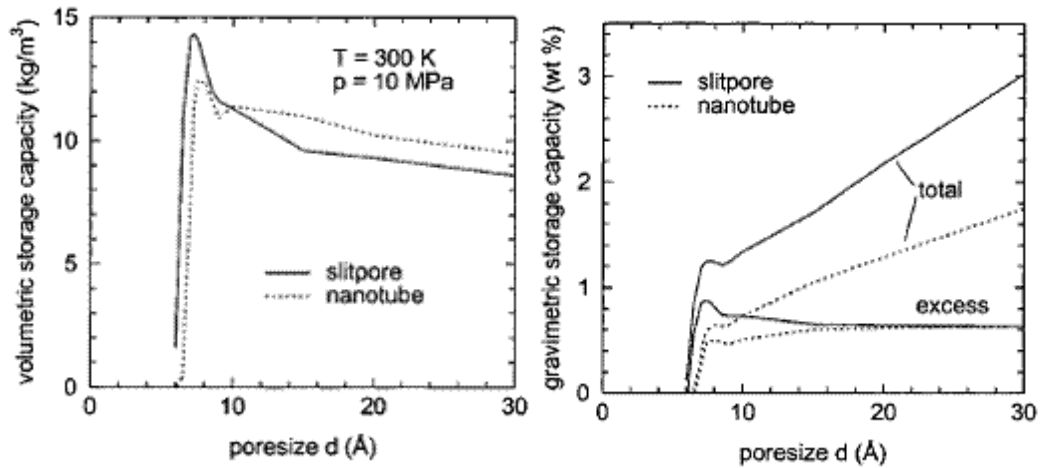 volumetric storage capacity (kg/m³)
15
10
5
0
T = 300 K
p = 10 MPa
slitpore
nanotube
0 10 20 30
poresize d (Å)
gravimetric storage capacity (wt %)
3
2
1
0
slitpore
nanotube
total
excess
0 10 20 30
poresize d (Å)